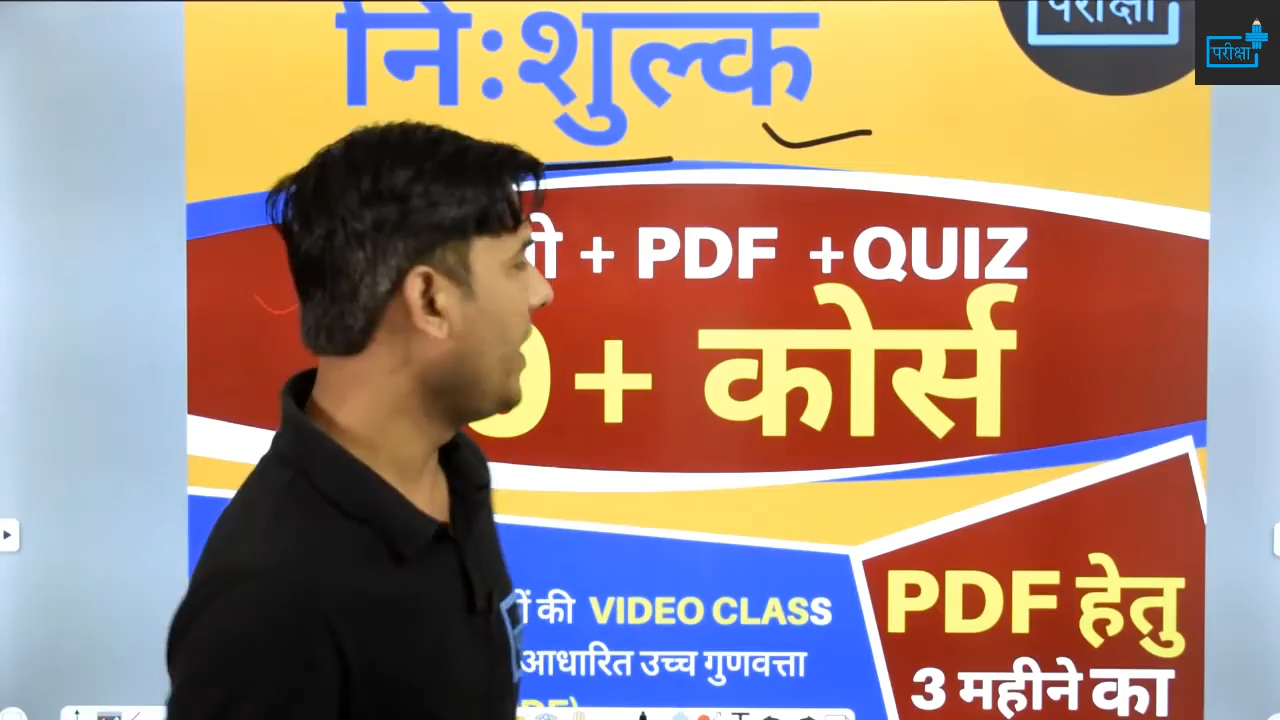 निःशुल्क
परीक्षा
परीक्षा
+ PDF +QUIZ
+ कोर्स
की VIDEO CLASS
आधारित उच्च गुणवत्ता
PDF हेतु
3 महीने का